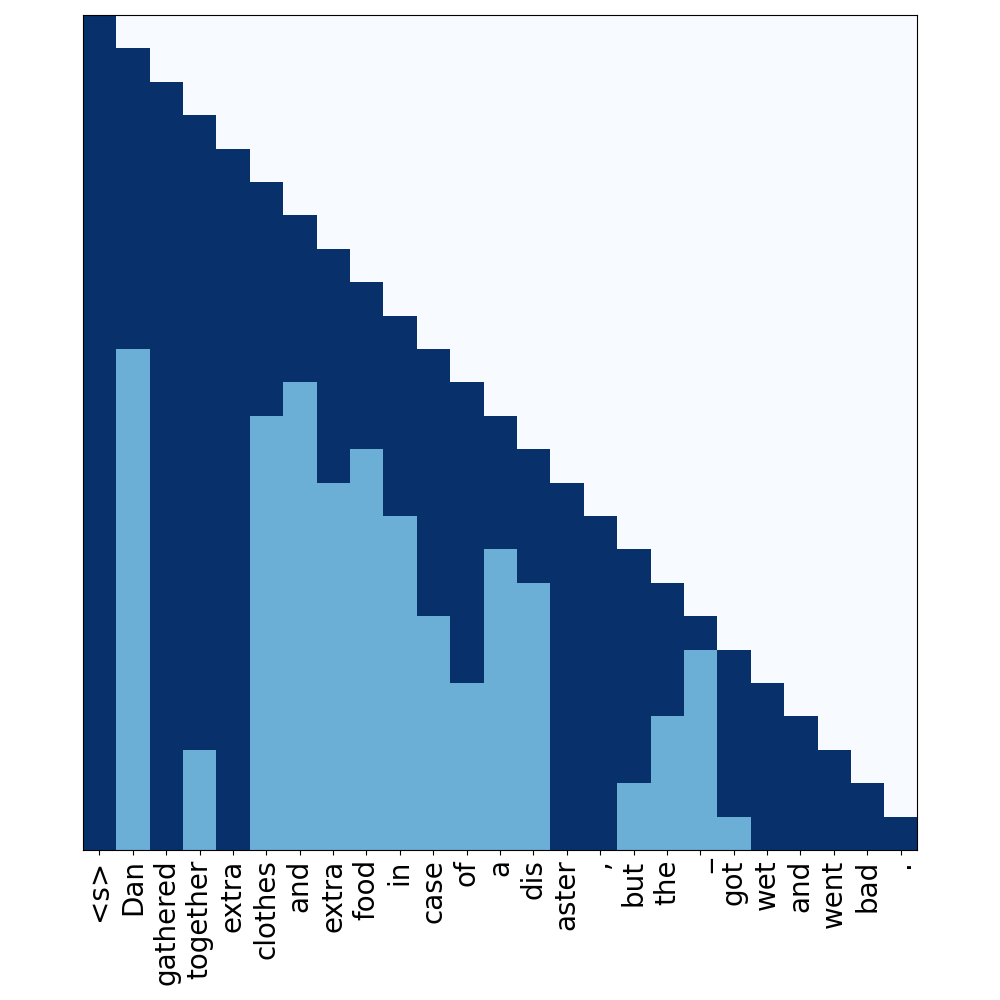 <s> Dan gathered together extra clothes and extra food in case of a dis aster , but the _ got wet and went bad .